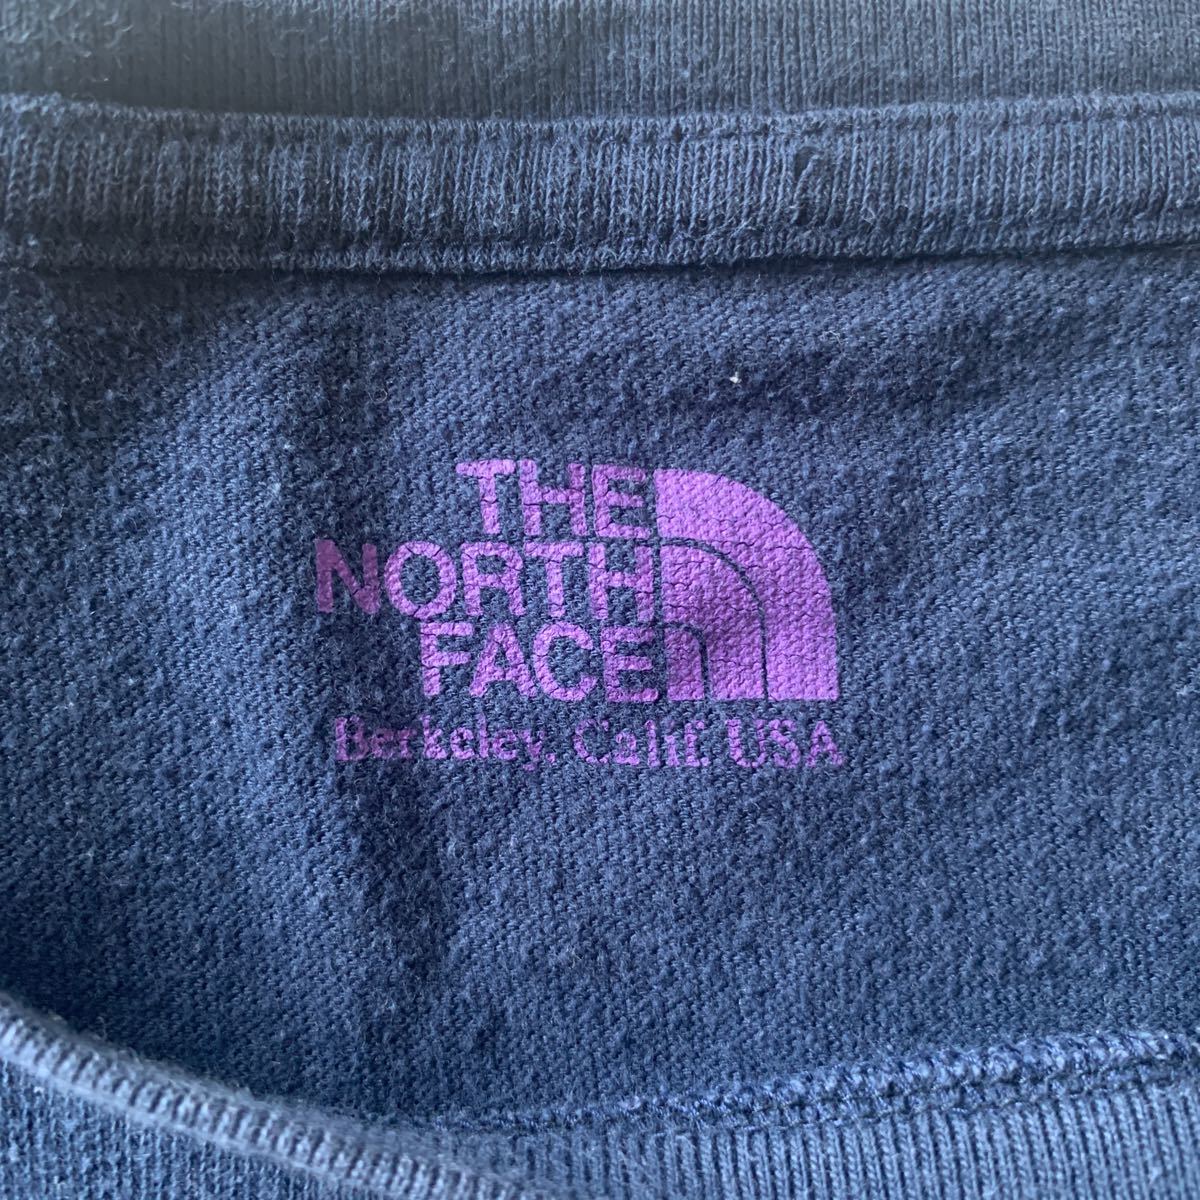 THE
NORTH
FACE
Berkeley. Calif. USA